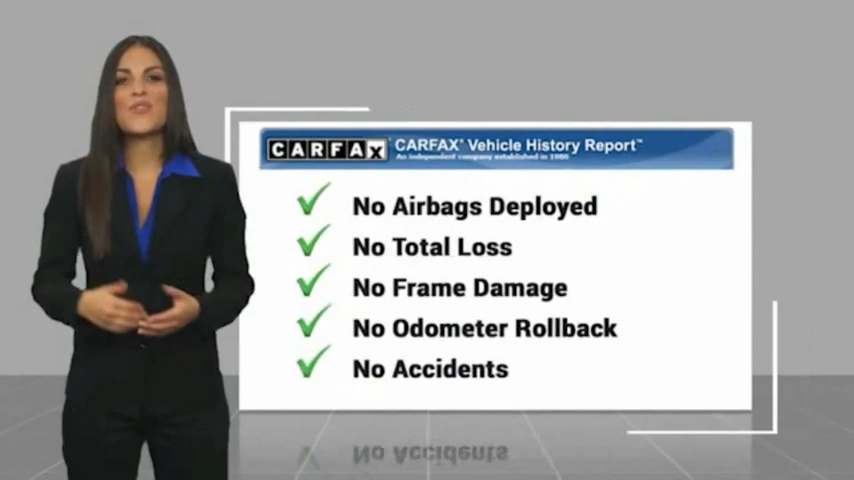 CARFAX CARFAX® Vehicle History Report™
An independent company established in 1986
No Airbags Deployed
No Total Loss
No Frame Damage
No Odometer Rollback
No Accidents
No Accidents